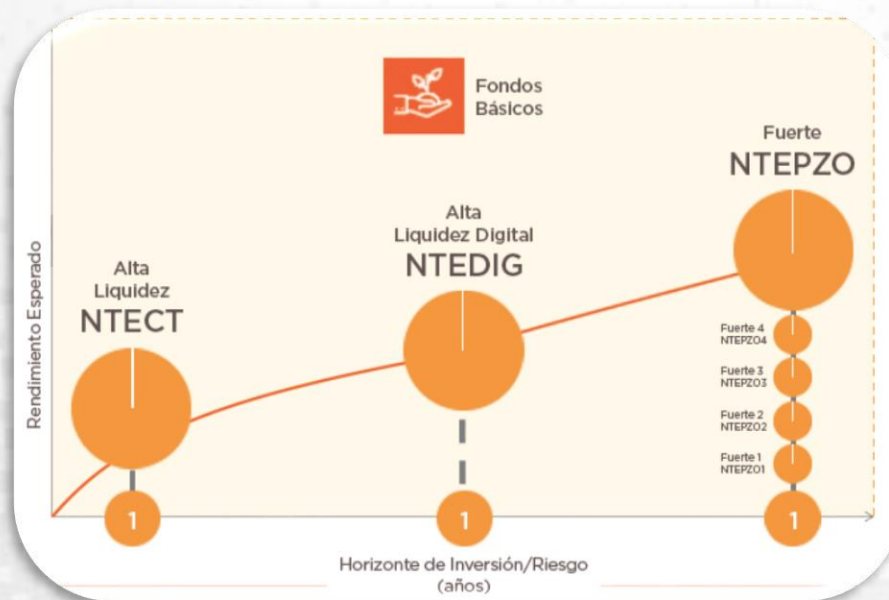 Fondos
Básicos
Fuerte
NTEPZO
Alta
Liquidez Digital
NTEDIG
Alta
Liquidez
NTECT
Rendimiento Esperado
Fuerte 4
NTEPZO4
Fuerte 3
NTEPZO3
Fuerte 2
NTEPZO2
Fuerte 1
NTEPZO1
1
1
1
Horizonte de Inversión/Riesgo
(años)